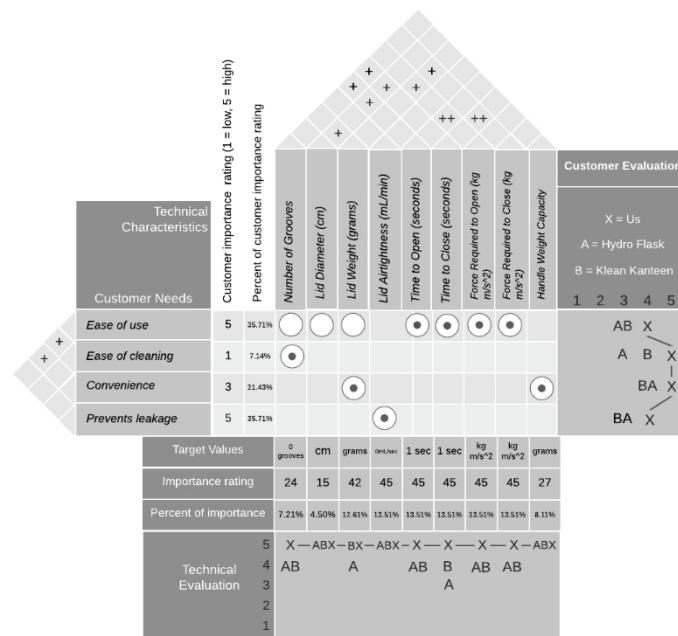 +
+ +
+ + +
+
++ ++
+
Customer importance rating (1 = low, 5 = high)
Percent of customer importance rating
Number of Grooves
Lid Diameter (cm)
Lid Weight (grams)
Lid Airtightness (mL/min)
Time to Open (seconds)
Time to Close (seconds)
Force Required to Open (kg
m/s^2)
Force Required to Close (kg
m/s^2)
Handle Weight Capacity
Customer Evaluation
X = Us
A = Hydro Flask
B = Klean Kanteen
1 2 3 4 5
Technical
Characteristics
Customer Needs
+
+
Ease of use 5 35.71% AB X
Ease of cleaning 1 7.14% A B X
Convenience 3 21.43% BA X
Prevents leakage 5 35.71% BA X
Target Values
0
grooves
cm
grams
0mL/sec
1 sec
1 sec
kg
m/s^2
kg
m/s^2
grams
Importance rating 24 15 42 45 45 45 45 45 27
Percent of importance 7.21% 4.50% 12.61% 13.51% 13.51% 13.51% 13.51% 13.51% 8.11%
Technical
Evaluation
5 X ABX BX ABX X X X X ABX
4 AB A AB B AB AB
3 A
2
1